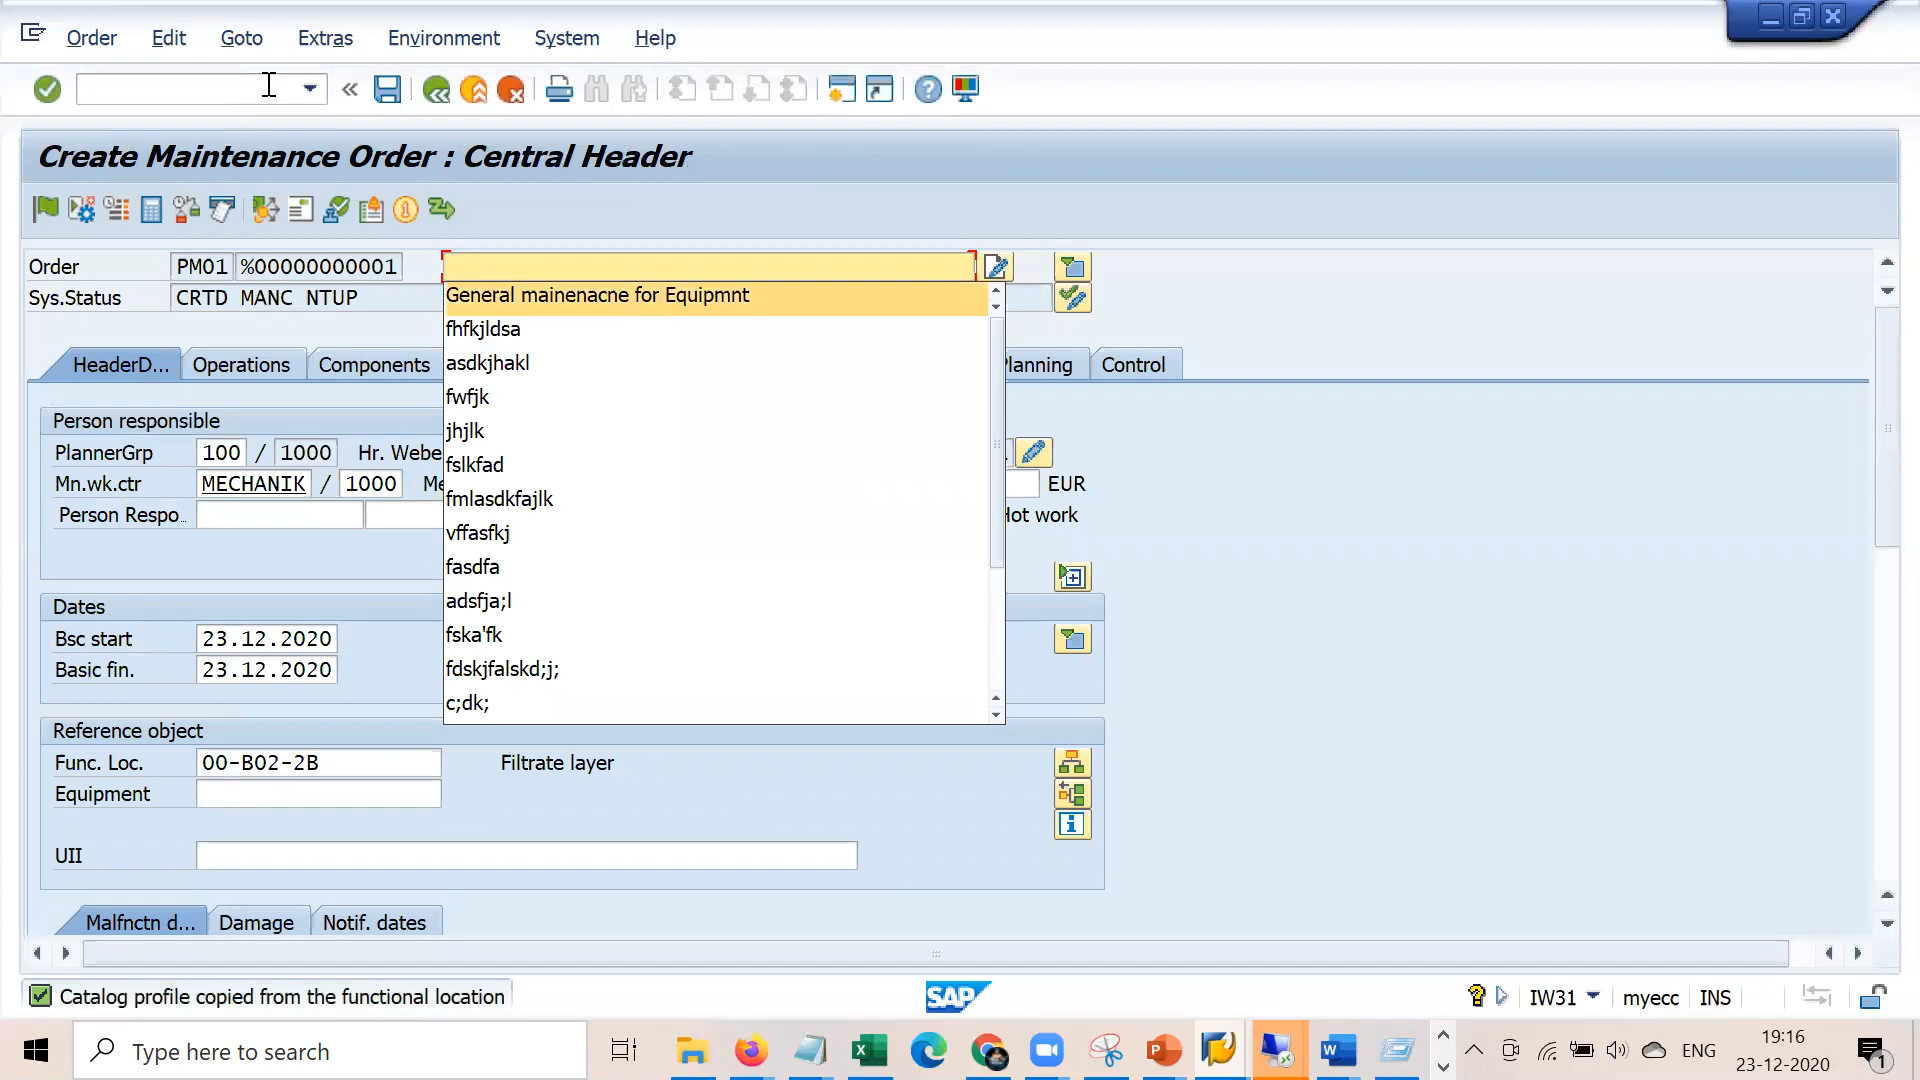 Order Edit Goto Extras Environment System Help
Create Maintenance Order : Central Header
Order PM01 %00000000001
Sys.Status CRTD MANC NTUP
General mainenacne for Equipmnt
fhfkjldsa
asdkjhakl
fwfjk
jhjlk
fslkfad
fmlasdkfajlk
vffasfkj
fasdfa
adsfja;l
fska'fk
fdskjfalskd;j;
c;dk;
HeaderD... Operations Components Planning Control
Person responsible
PlannerGrp 100 / 1000 Hr. Webe
Mn.wk.ctr MECHANIK / 1000 Me EUR
Person Respo.. Hot work
Dates
Bsc start 23.12.2020
Basic fin. 23.12.2020
Reference object
Func. Loc. 00-B02-2B Filtrate layer
Equipment
UII
Malfnctn d... Damage Notif. dates
Catalog profile copied from the functional location SAP IW31 myecc INS
Type here to search ENG 19:16
23-12-2020 1